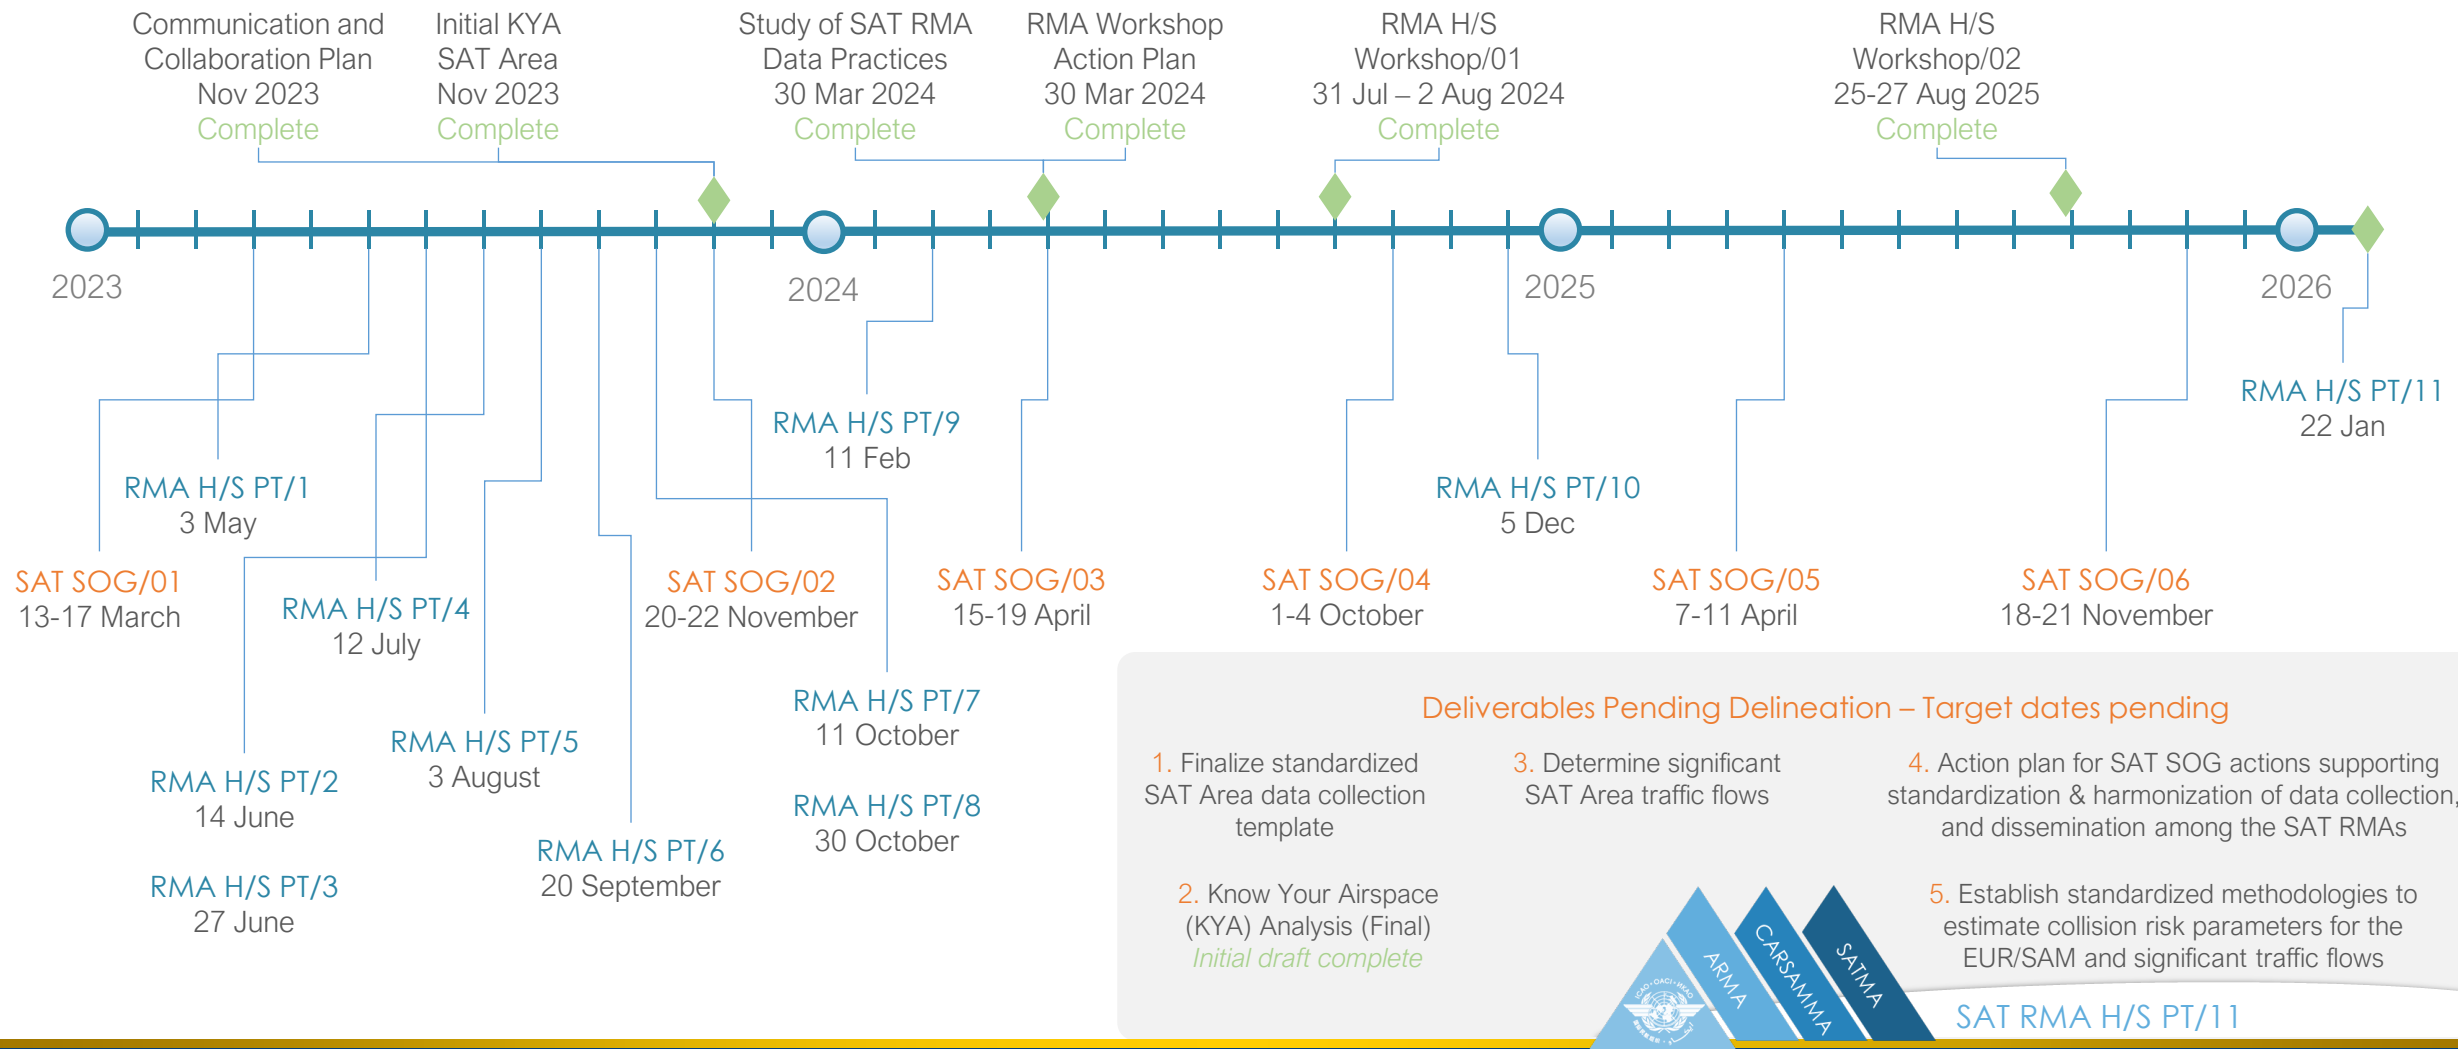 Communication and
Collaboration Plan
Nov 2023
Complete
Initial KYA
SAT Area
Nov 2023
Complete
Study of SAT RMA
Data Practices
30 Mar 2024
Complete
RMA Workshop
Action Plan
30 Mar 2024
Complete
RMA H/S
Workshop/01
31 Jul – 2 Aug 2024
Complete
RMA H/S
Workshop/02
25-27 Aug 2025
Complete
2023
2024
2025
2026
RMA H/S PT/11
22 Jan
RMA H/S PT/9
11 Feb
RMA H/S PT/1
3 May
RMA H/S PT/10
5 Dec
SAT SOG/01
13-17 March
RMA H/S PT/4
12 July
SAT SOG/02
20-22 November
SAT SOG/03
15-19 April
SAT SOG/04
1-4 October
SAT SOG/05
7-11 April
SAT SOG/06
18-21 November
RMA H/S PT/7
11 October
RMA H/S PT/5
3 August
RMA H/S PT/2
14 June
RMA H/S PT/8
30 October
RMA H/S PT/6
20 September
RMA H/S PT/3
27 June
Deliverables Pending Delineation – Target dates pending
1. Finalize standardized
SAT Area data collection
template
2. Know Your Airspace
(KYA) Analysis (Final)
Initial draft complete
3. Determine significant
SAT Area traffic flows
4. Action plan for SAT SOG actions supporting
standardization & harmonization of data collection,
and dissemination among the SAT RMAs
5. Establish standardized methodologies to
estimate collision risk parameters for the
EUR/SAM and significant traffic flows
ICAO · OACI · ИКАО
ARMA
CARSAMMA
SATMA
SAT RMA H/S PT/11